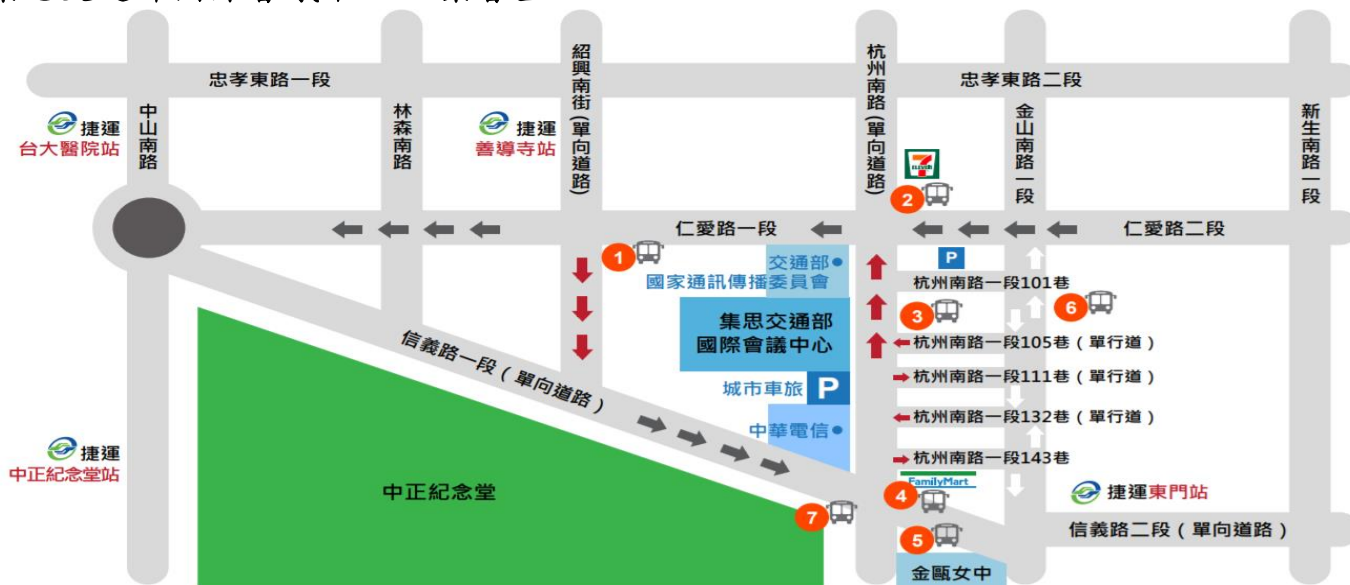 忠孝東路一段
忠孝東路二段
中山南路
林森南路
紹興南街(單向道路)
杭州南路(單向道路)
金山南路一段
新生南路一段
捷運
台大醫院站
捷運
善導寺站
7
ELEVEN
2
仁愛路一段
仁愛路二段
1
交通部
國家通訊傳播委員會
P
杭州南路一段101巷
集思交通部
國際會議中心
3
6
杭州南路一段105巷(單行道)
信義路一段(單向道路)
城市車旅 P
杭州南路一段111巷(單行道)
中華電信
杭州南路一段132巷(單行道)
捷運
中正紀念堂站
杭州南路一段143巷
FamilyMart
中正紀念堂
4
捷運東門站
7
5
信義路二段(單向道路)
金甌女中